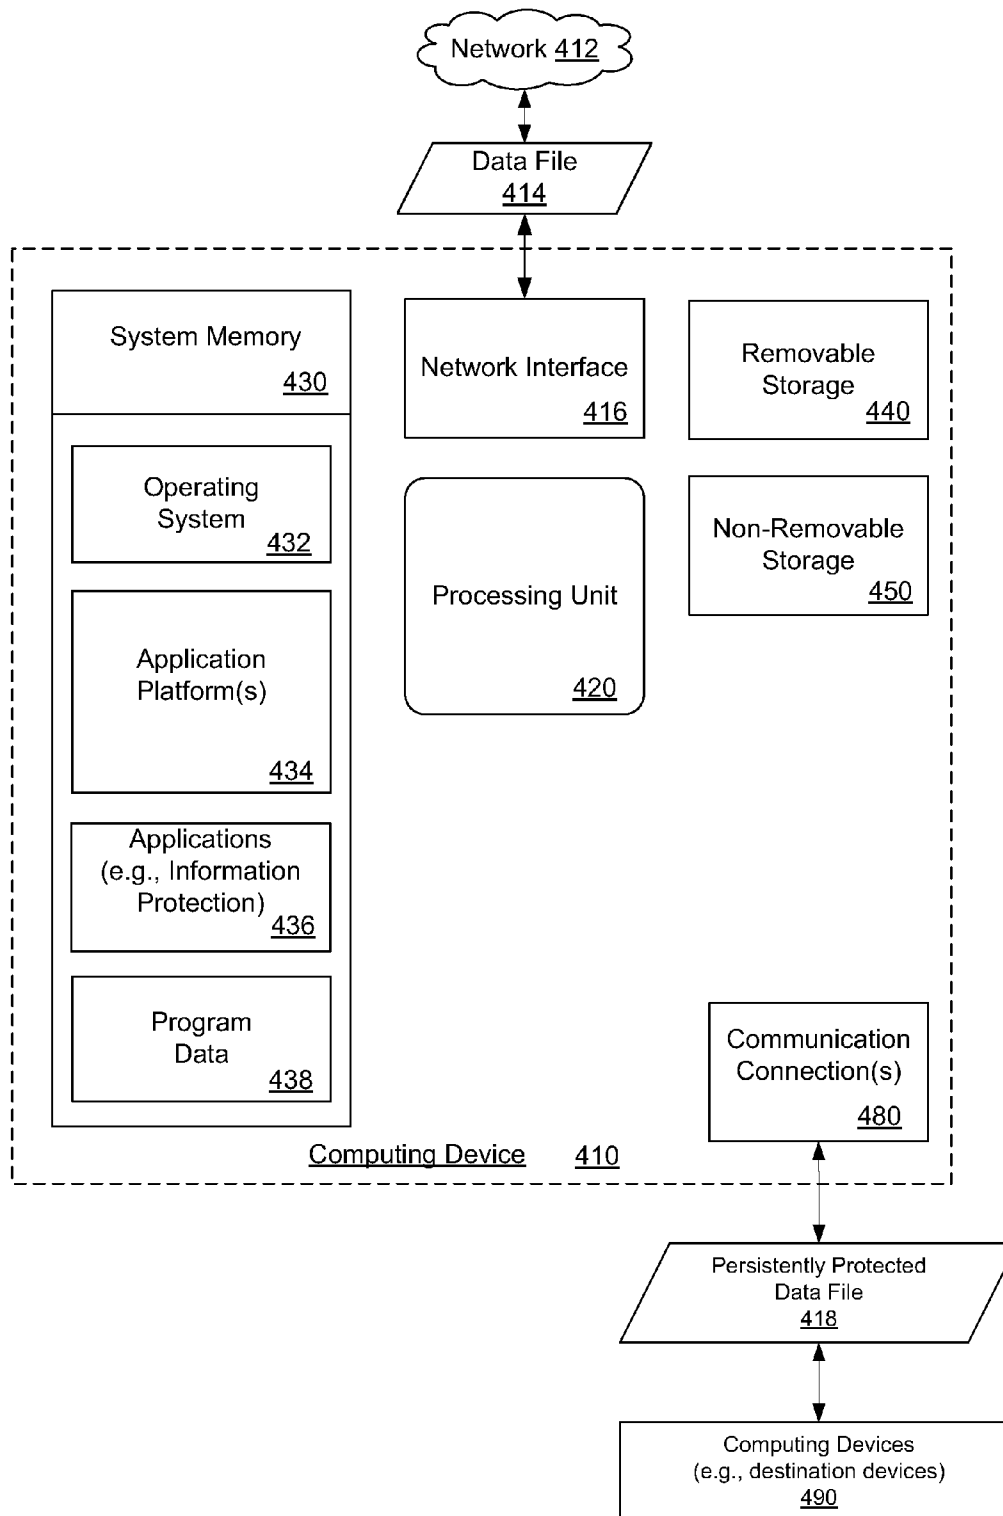 Network 412
Data File
414
System Memory
430
Network Interface
416
Removable
Storage
440
Operating
System
432
Processing Unit
420
Non-Removable
Storage
450
Application
Platform(s)
434
Applications
(e.g., Information
Protection)
436
Program
Data
438
Communication
Connection(s)
480
Computing Device 410
Persistently Protected
Data File
418
Computing Devices
(e.g., destination devices)
490